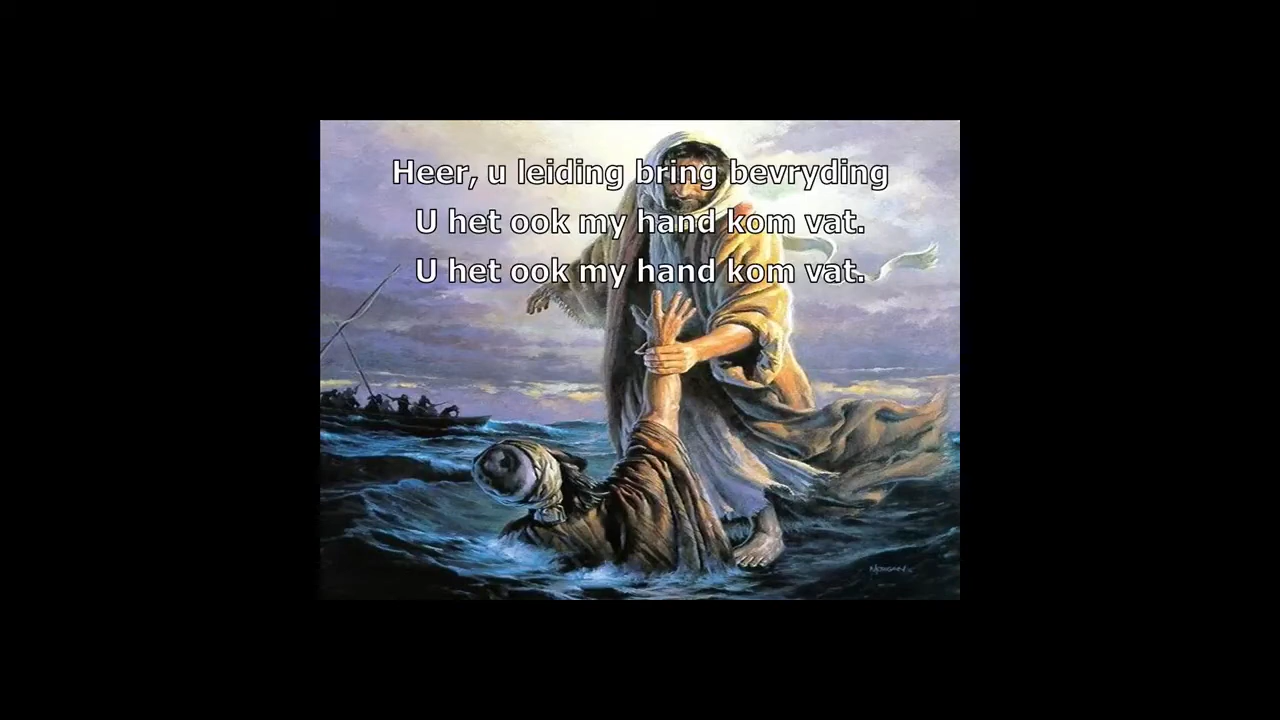 Heer, u leiding bring bevryding
U het ook my hand kom vat.
U het ook my hand kom vat.